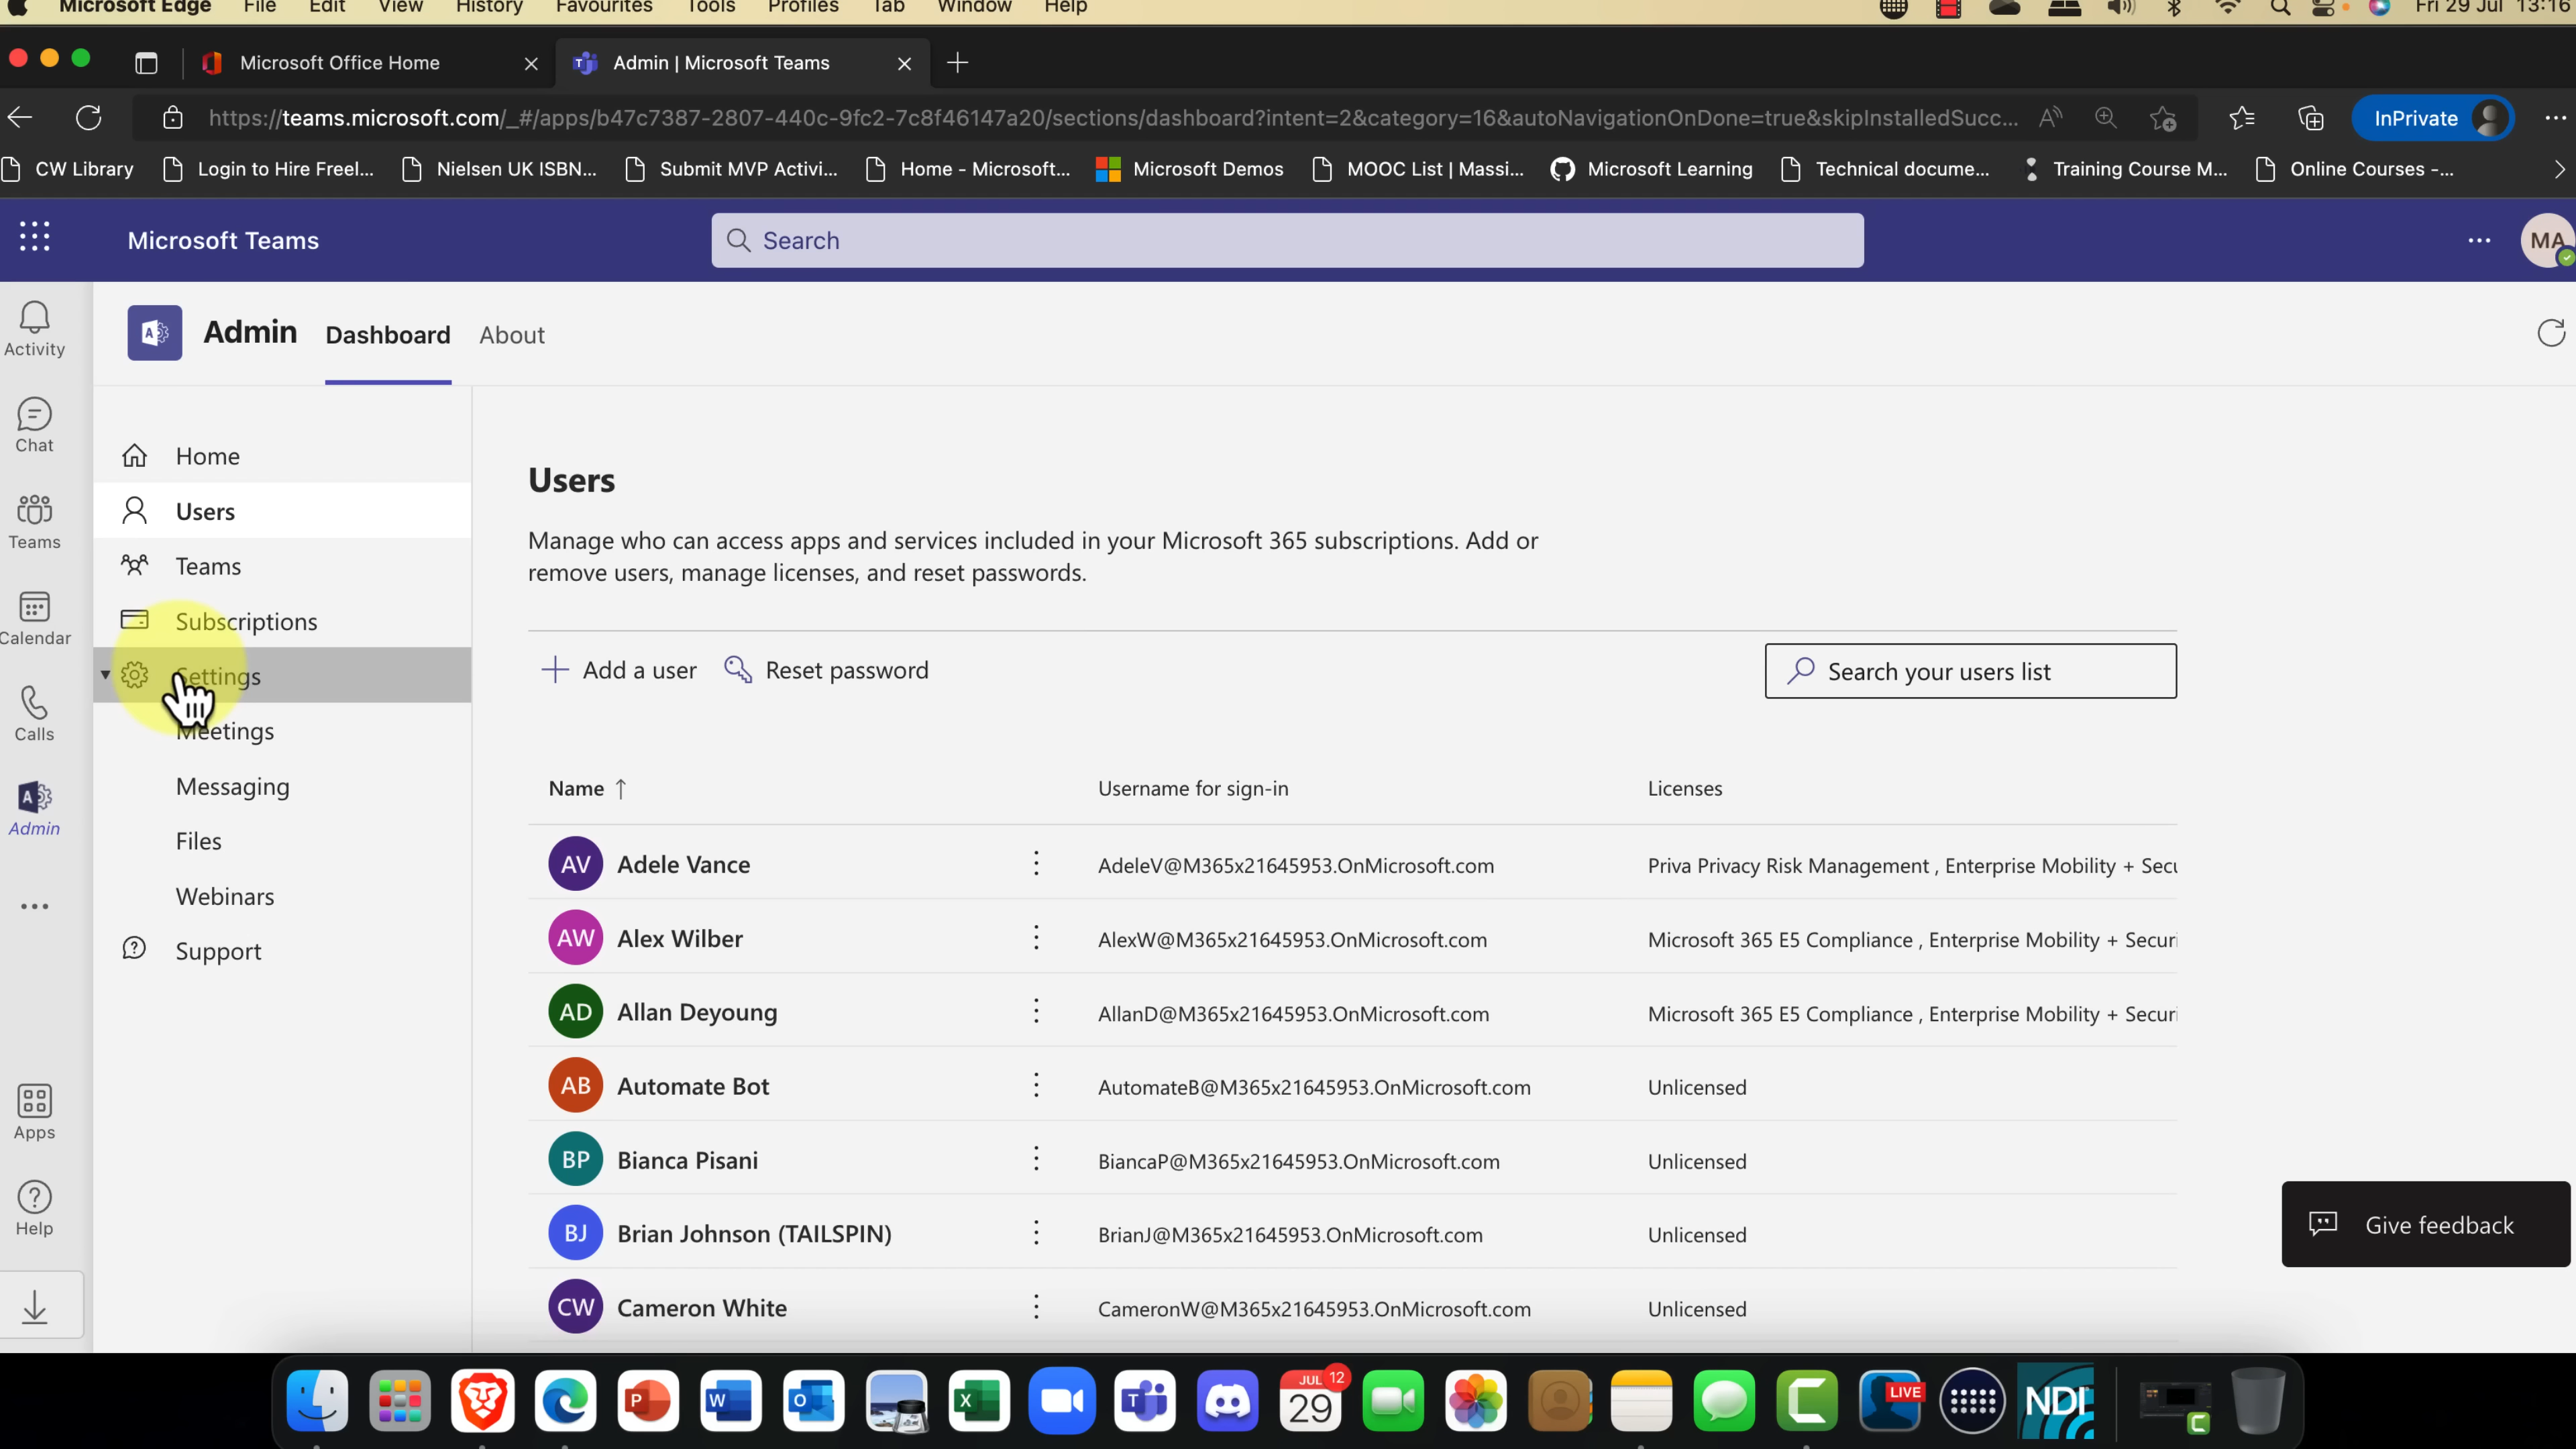 Microsoft Edge File Edit View History Favourites Tools Profiles Tab Window Help Fri 29 Jul 13:16
Microsoft Office Home Admin | Microsoft Teams
https://teams.microsoft.com/_#/apps/b47c7387-2807-440c-9fc2-7c8f46147a20/sections/dashboard?intent=2&category=16&autoNavigationOnDone=true&skipInstalledSucc... InPrivate
CW Library Login to Hire Freel... Nielsen UK ISBN... Submit MVP Activi... Home - Microsoft... Microsoft Demos MOOC List | Massi... Microsoft Learning Technical docume... Training Course M... Online Courses -...
Microsoft Teams Search MA
Activity
Chat
Teams
Calendar
Calls
Admin
Apps
Help
Admin Dashboard About
Home
Users
Teams
Subscriptions
Settings
Meetings
Messaging
Files
Webinars
Support
Users
Manage who can access apps and services included in your Microsoft 365 subscriptions. Add or
remove users, manage licenses, and reset passwords.
Add a user Reset password Search your users list
Name ↑ Username for sign-in Licenses
AV Adele Vance AdeleV@M365x21645953.OnMicrosoft.com Priva Privacy Risk Management , Enterprise Mobility + Secu
AW Alex Wilber AlexW@M365x21645953.OnMicrosoft.com Microsoft 365 E5 Compliance , Enterprise Mobility + Securi
AD Allan Deyoung AllanD@M365x21645953.OnMicrosoft.com Microsoft 365 E5 Compliance , Enterprise Mobility + Securi
AB Automate Bot AutomateB@M365x21645953.OnMicrosoft.com Unlicensed
BP Bianca Pisani BiancaP@M365x21645953.OnMicrosoft.com Unlicensed
BJ Brian Johnson (TAILSPIN) BrianJ@M365x21645953.OnMicrosoft.com Unlicensed
CW Cameron White CameronW@M365x21645953.OnMicrosoft.com Unlicensed
Give feedback
P W O X T JUL 29 12 C LIVE NDI